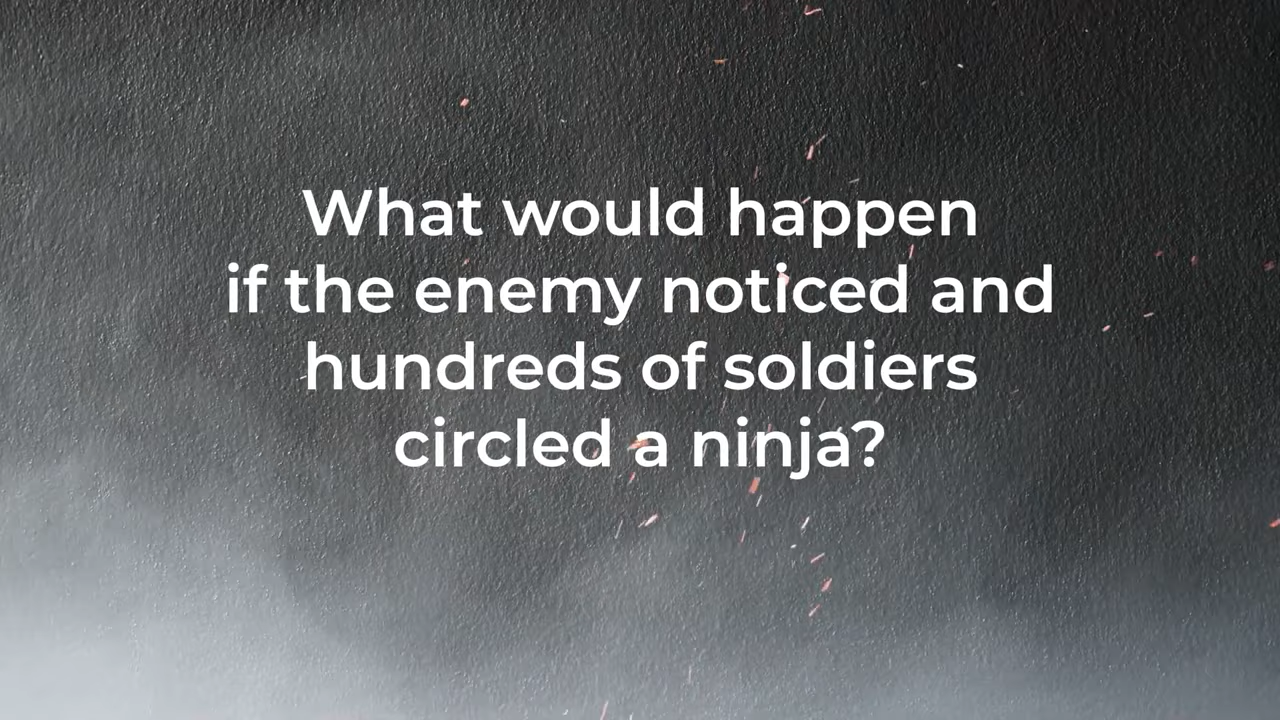 What would happen
if the enemy noticed and
hundreds of soldiers
circled a ninja?